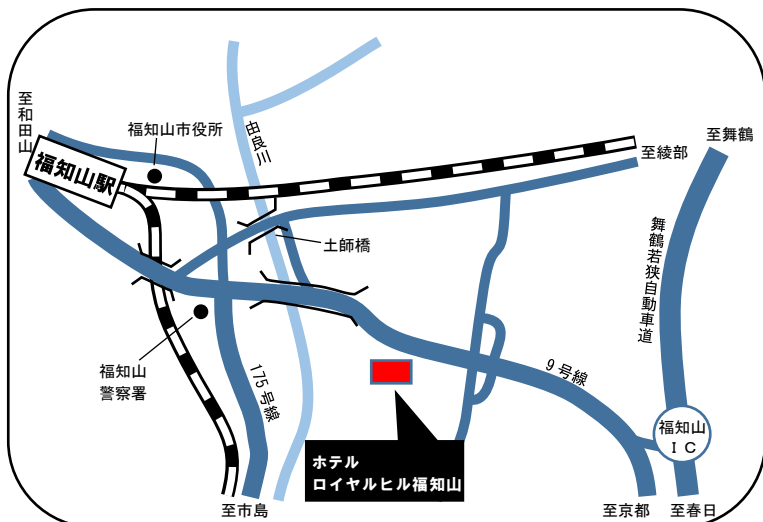 至和田山
福知山駅
福知山市役所
由良川
至綾部
至舞鶴
土師橋
舞鶴若狭自動車道
福知山
警察署
175号線
9号線
福知山
IC
ホテル
ロイヤルヒル福知山
至市島
至京都
至春日